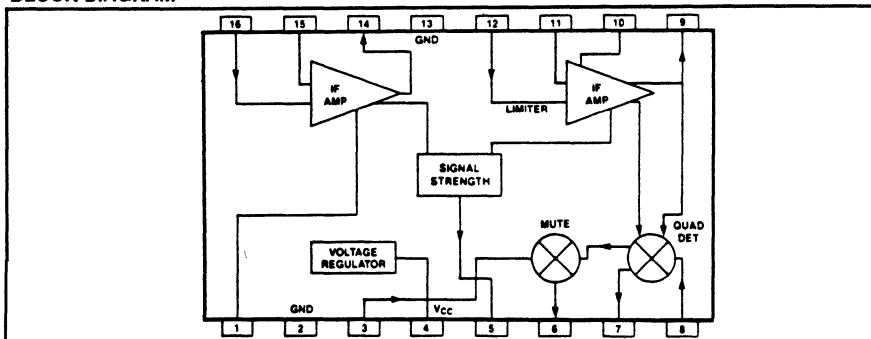 BLOCK DIAGRAM
16 15 14 13 12 11 10 9
GND
IF AMP
IF AMP
LIMITER
SIGNAL STRENGTH
MUTE
QUAD DET
VOLTAGE REGULATOR
GND
VCC
1 2 3 4 5 6 7 8